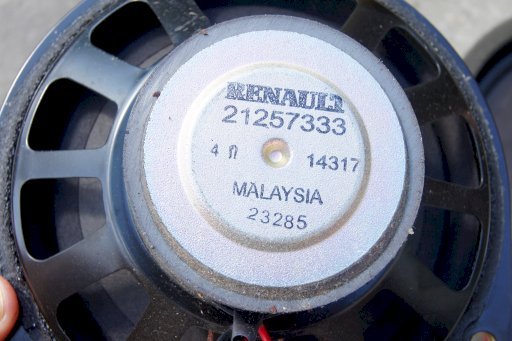 RENAULT
21257333
4 Ω 14317
MALAYSIA
23285